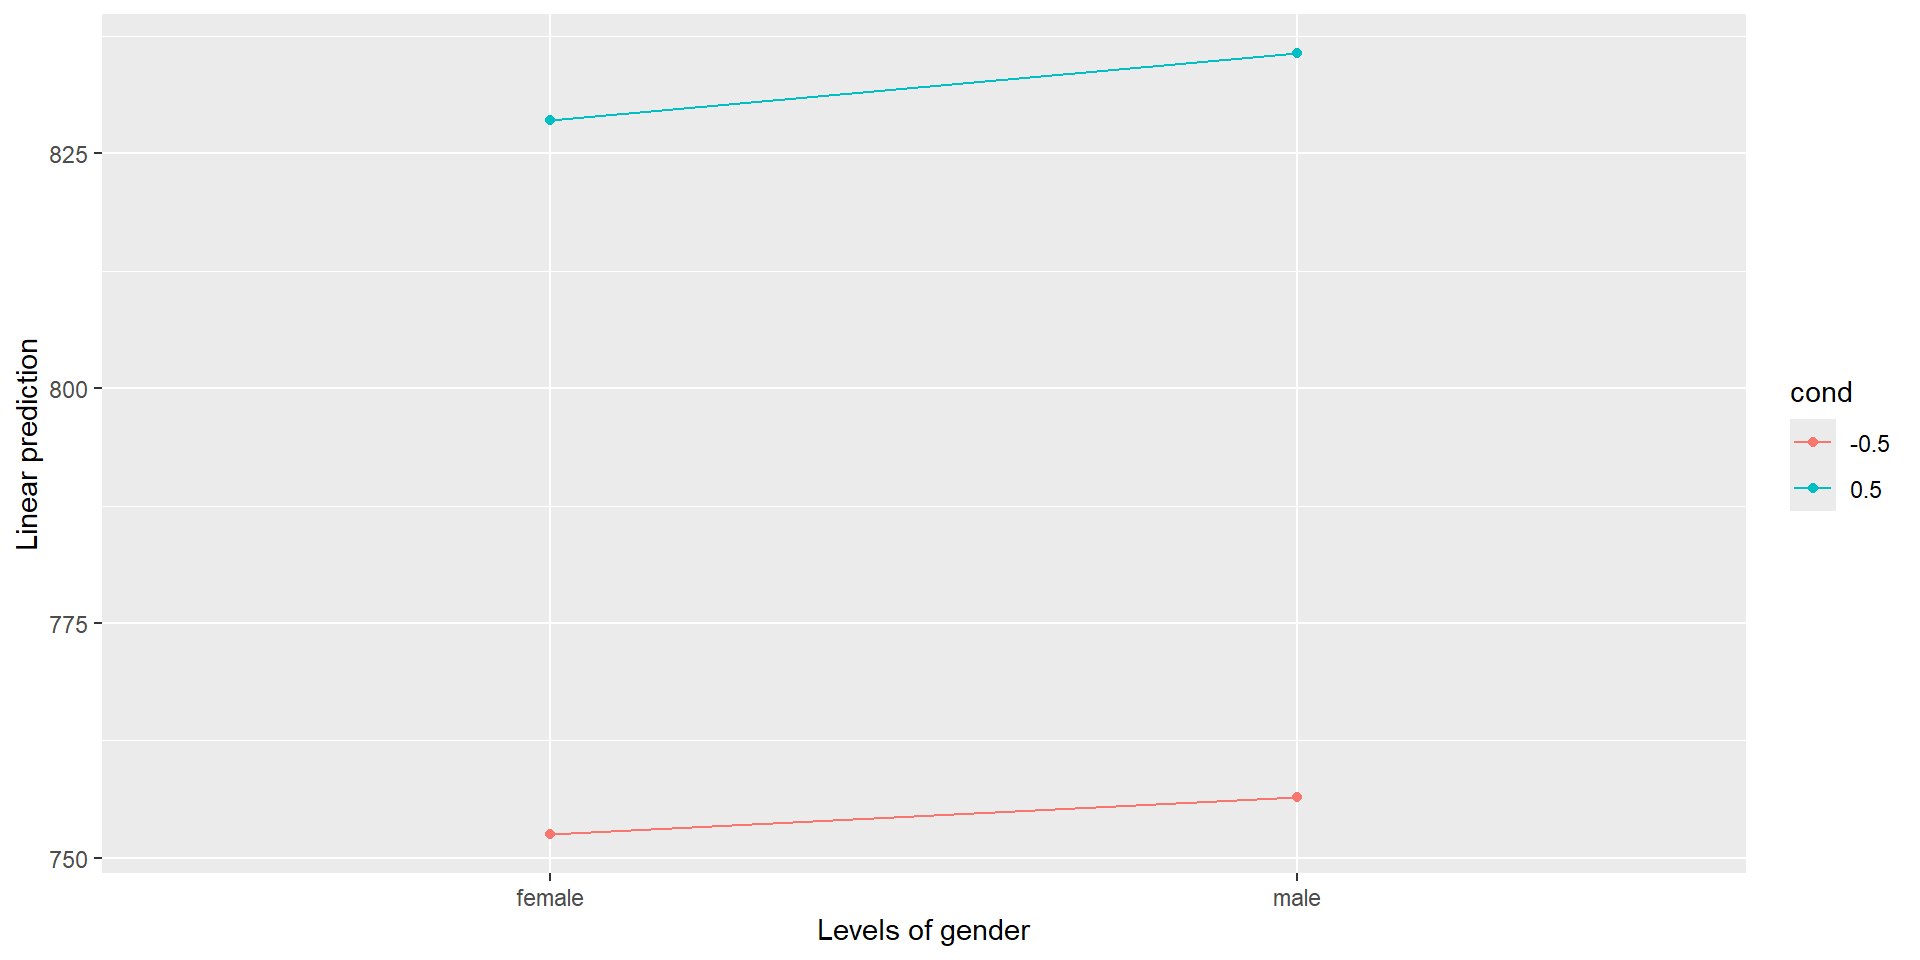 Linear prediction
825
800
775
750
female
male
Levels of gender
cond
-0.5
0.5